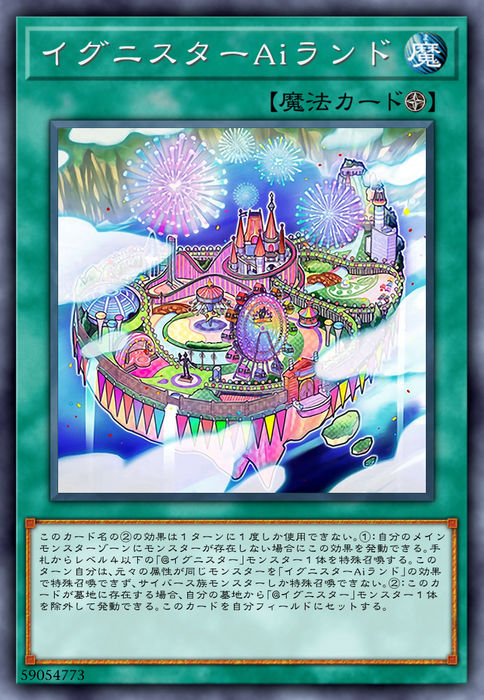 イグニスターAiランド
魔
【魔法カード】
このカード名の②の効果は1ターンに1度しか使用できない。①:自分のメイン
モンスターゾーンにモンスターが存在しない場合にこの効果を発動できる。手
札からレベル4以下の「@イグニスター」モンスター1体を特殊召喚する。この
ターン自分は、元々の属性が同じモンスターを「イグニスターAiランド」の効果
で特殊召喚できず、サイバース族モンスターしか特殊召喚できない。②:このカ
ードが墓地に存在する場合、自分の墓地から「@イグニスター」モンスター1体
を除外して発動できる。このカードを自分フィールドにセットする。
59054773